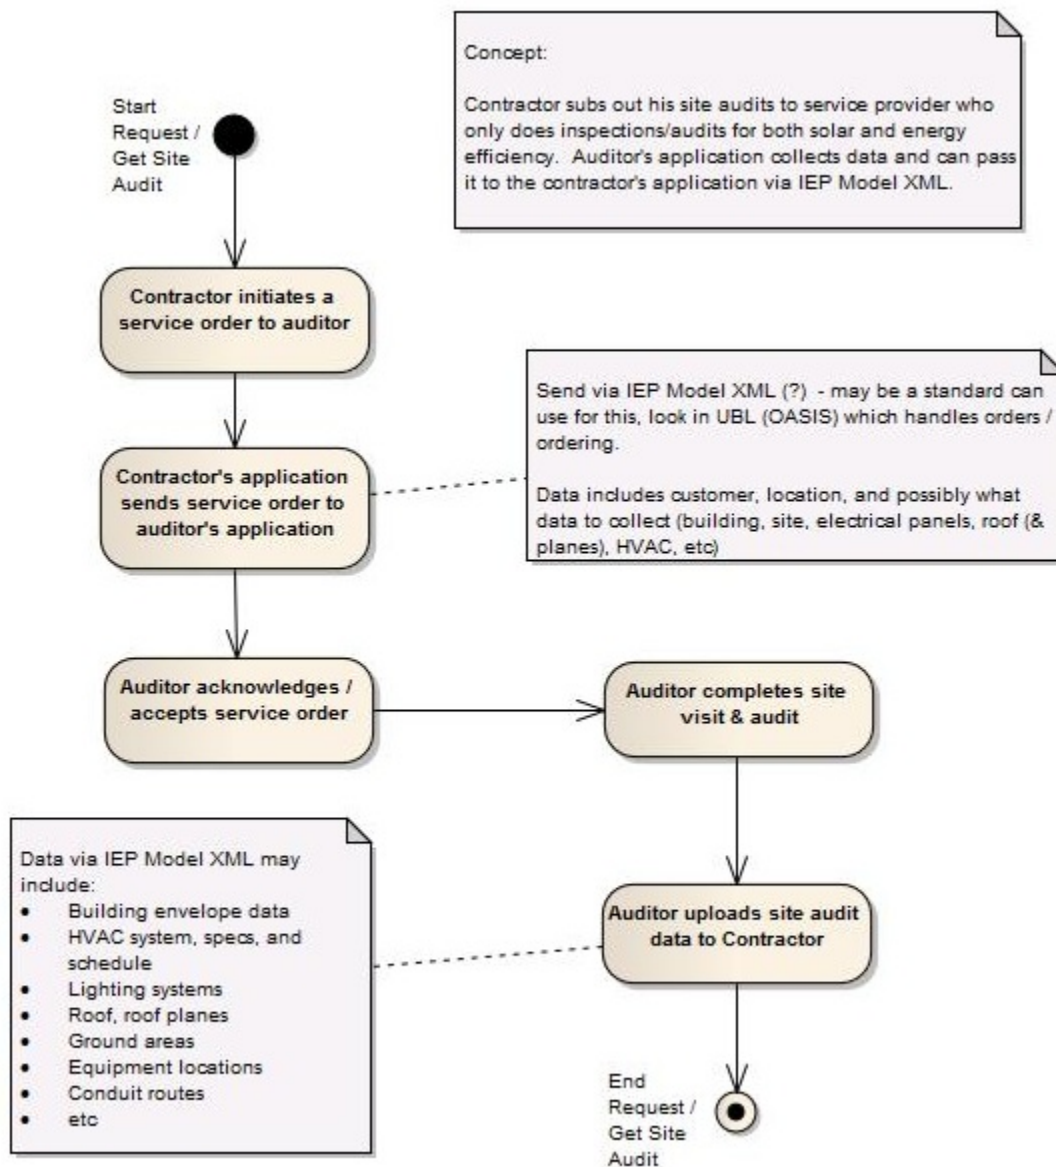 Start
Request /
Get Site
Audit
Concept:
Contractor subs out his site audits to service provider who
only does inspections/audits for both solar and energy
efficiency.  Auditor's application collects data and can pass
it to the contractor's application via IEP Model XML.
Contractor initiates a
service order to auditor
Send via IEP Model XML (?)  - may be a standard can
use for this, look in UBL (OASIS) which handles orders /
ordering.
Data includes customer, location, and possibly what
data to collect (building, site, electrical panels, roof (&
planes), HVAC, etc)
Contractor's application
sends service order to
auditor's application
Auditor acknowledges /
accepts service order
Auditor completes site
visit & audit
Data via IEP Model XML may
include:
• Building envelope data
• HVAC system, specs, and
schedule
• Lighting systems
• Roof, roof planes
• Ground areas
• Equipment locations
• Conduit routes
• etc
Auditor uploads site audit
data to Contractor
End
Request /
Get Site
Audit